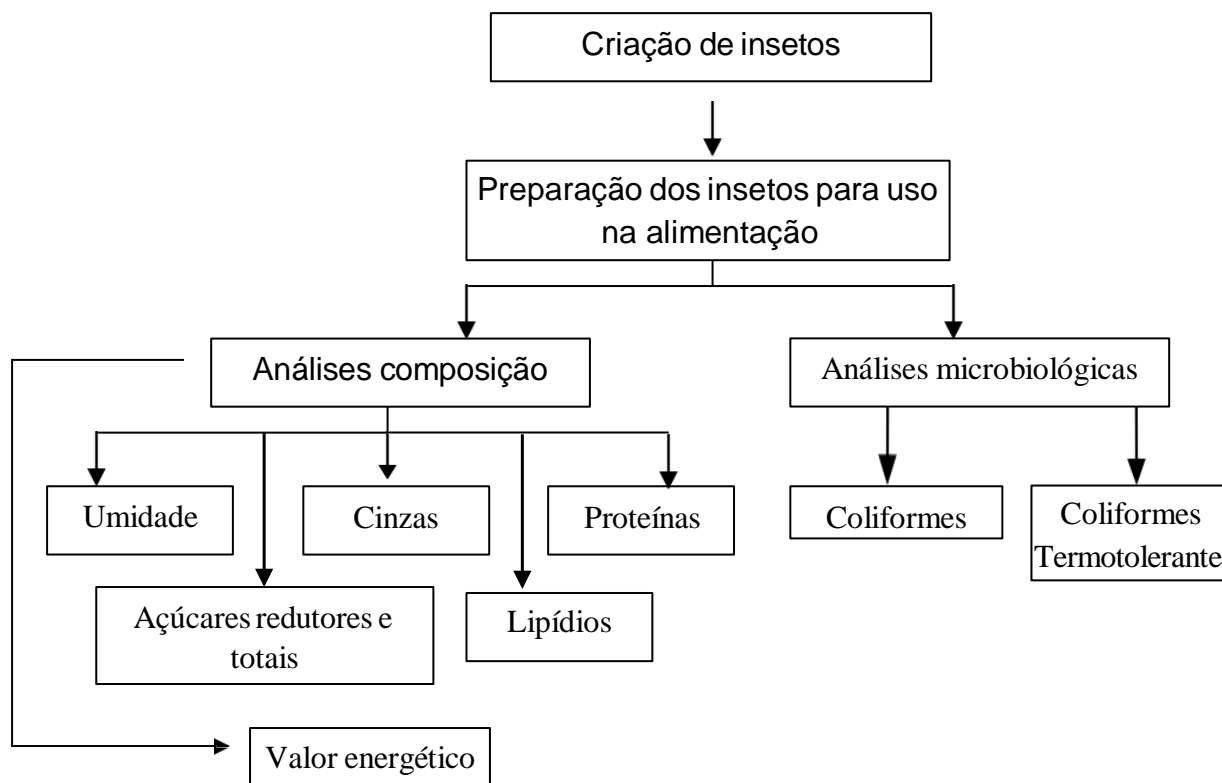 Criação de insetos
Preparação dos insetos para uso
na alimentação
Análises composição
Análises microbiológicas
Umidade
Cinzas
Proteínas
Coliformes
Coliformes
Termotolerante
Açúcares redutores e
totais
Lipídios
Valor energético